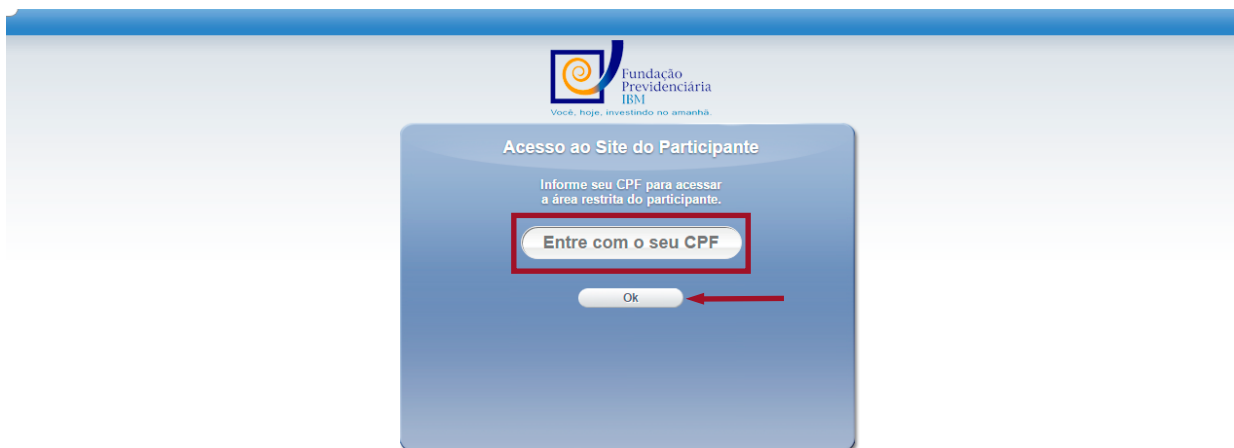 Fundação
Previdenciária
IBM
Você, hoje, investindo no amanhã.
Acesso ao Site do Participante
Informe seu CPF para acessar
a área restrita do participante.
Entre com o seu CPF
Ok